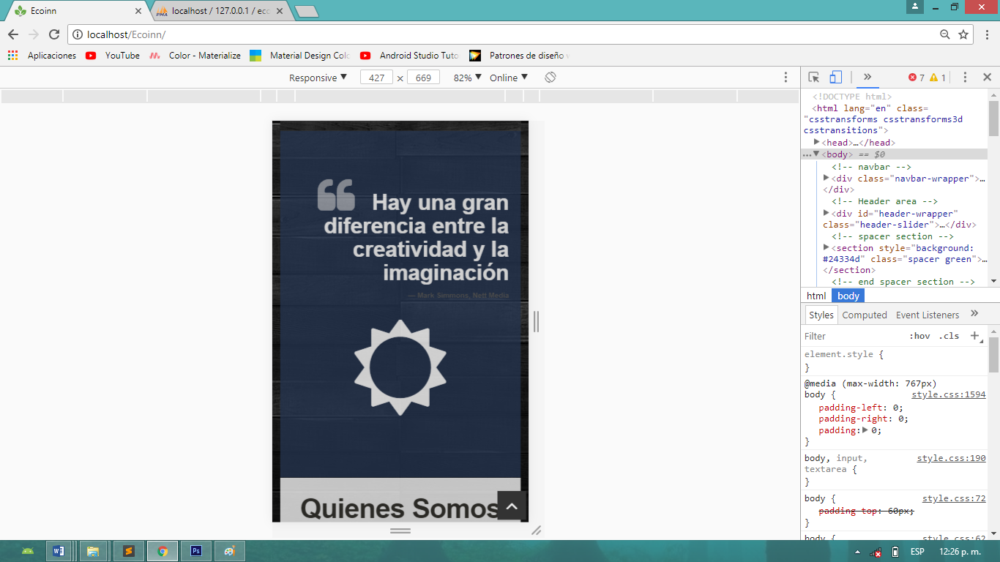 Ecoinn
localhost / 127.0.0.1 / eco
localhost/Ecoinn/
Aplicaciones
YouTube
Color - Materialize
Material Design Colo
Android Studio Tuto
Patrones de diseño w
Responsive ▼ 427 × 669 82% ▼ Online ▼
7 1
<!DOCTYPE html>
<html lang="en" class=
"csstransforms csstransforms3d
csstransitions">
<head>…</head>
… <body> == $0
<!-- navbar -->
<div class="navbar-wrapper">…
</div>
<!-- Header area -->
<div id="header-wrapper"
class="header-slider">…</div>
<!-- spacer section -->
<section style="background:
#24334d" class="spacer green">…
</section>
<!-- end spacer section -->
html body
Styles Computed Event Listeners
Filter :hov .cls
element.style {
}
@media (max-width: 767px)
body { style.css:1594
padding-left: 0;
padding-right: 0;
padding: 0;
}
body, input, style.css:190
textarea {
}
body { style.css:72
padding-top: 60px;
}
body { style.css:62
“ Hay una gran
diferencia entre la
creatividad y la
imaginación
— Mark Simmons, Nett Media
Quienes Somos
ESP 12:26 p. m.